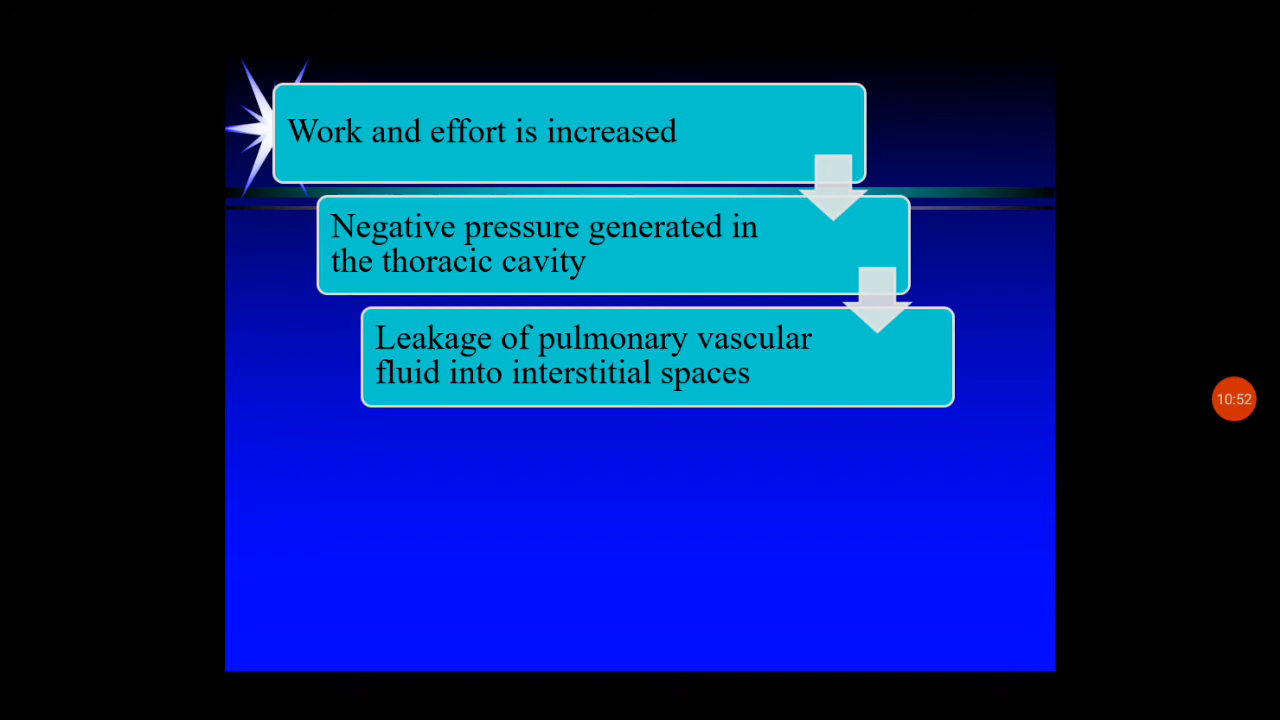 Work and effort is increased
Negative pressure generated in
the thoracic cavity
Leakage of pulmonary vascular
fluid into interstitial spaces
10:52